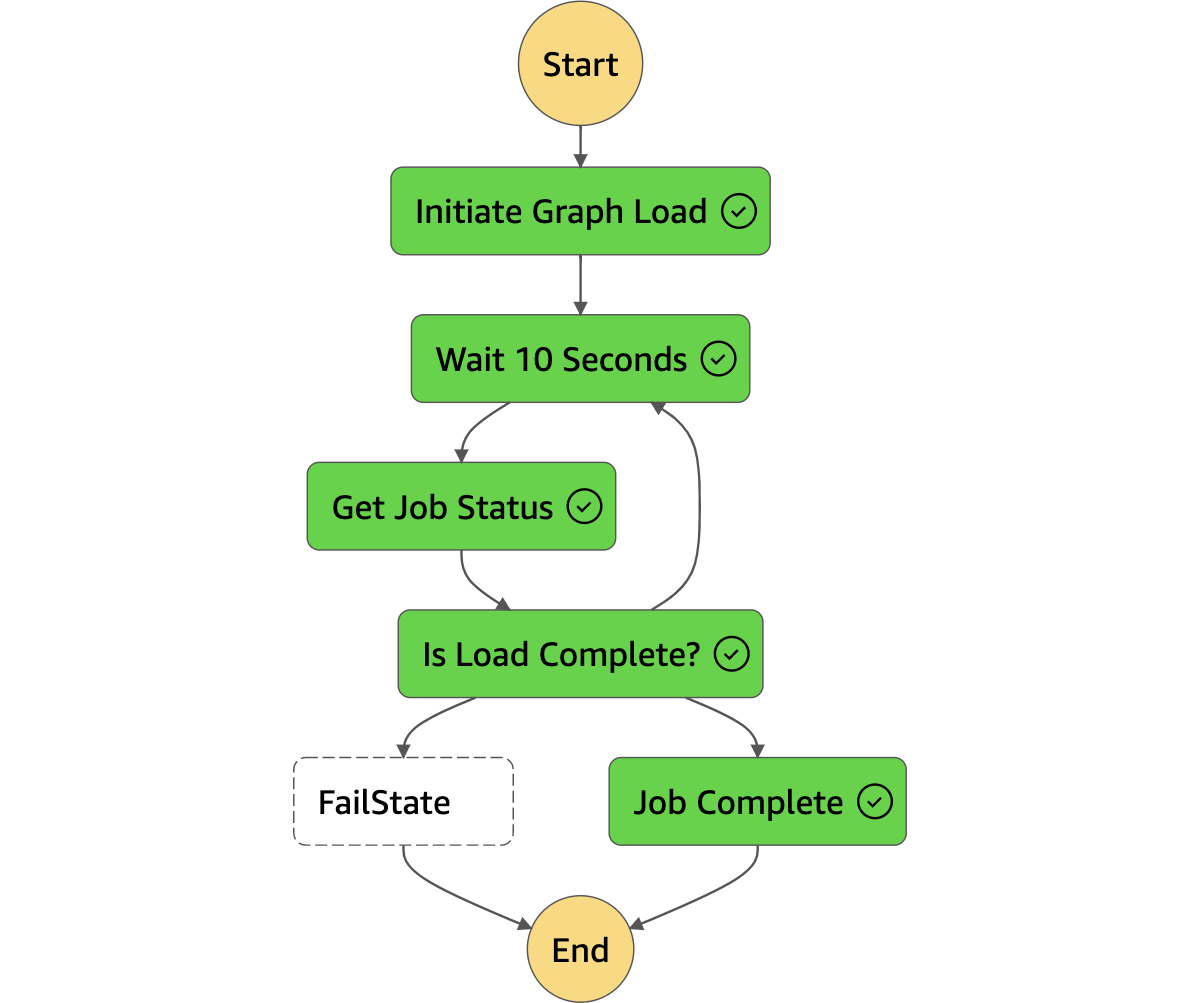 Start
Initiate Graph Load
Wait 10 Seconds
Get Job Status
Is Load Complete?
FailState
Job Complete
End